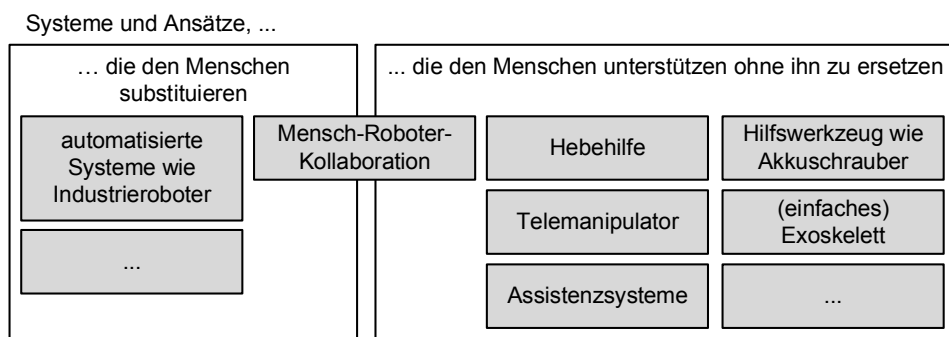 Systeme und Ansätze, ...
… die den Menschen
substituieren
automatisierte
Systeme wie
Industrieroboter
...
Mensch-Roboter-
Kollaboration
... die den Menschen unterstützen ohne ihn zu ersetzen
Hebehilfe
Hilfswerkzeug wie
Akkuschrauber
Telemanipulator
(einfaches)
Exoskelett
Assistenzsysteme
...